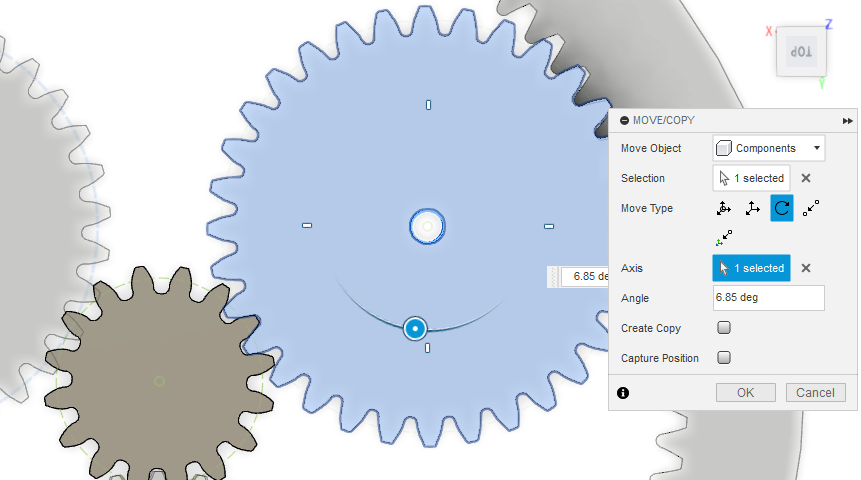 X
Z
TOP
Y
MOVE/COPY
Move Object
Components
Selection
1 selected
Move Type
Axis
1 selected
6.85 de
Angle
6.85 deg
Create Copy
Capture Position
OK
Cancel